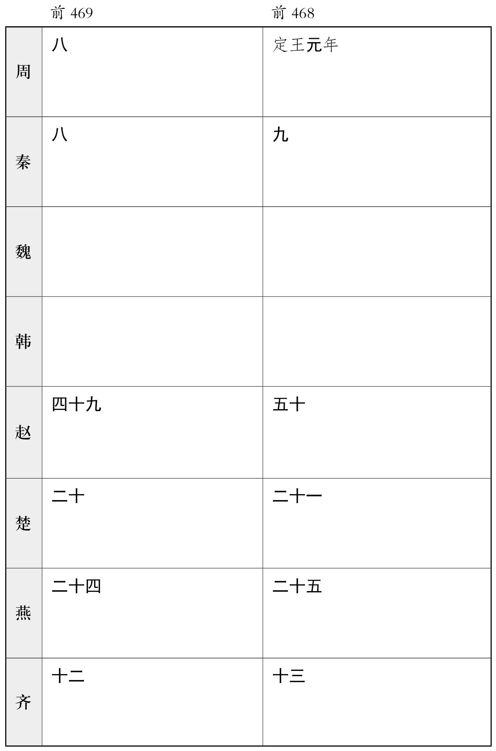 前 469 前 468
周 八 定王元年
秦 八 九
魏
韩
赵 四十九 五十
楚 二十 二十一
燕 二十四 二十五
齐 十二 十三